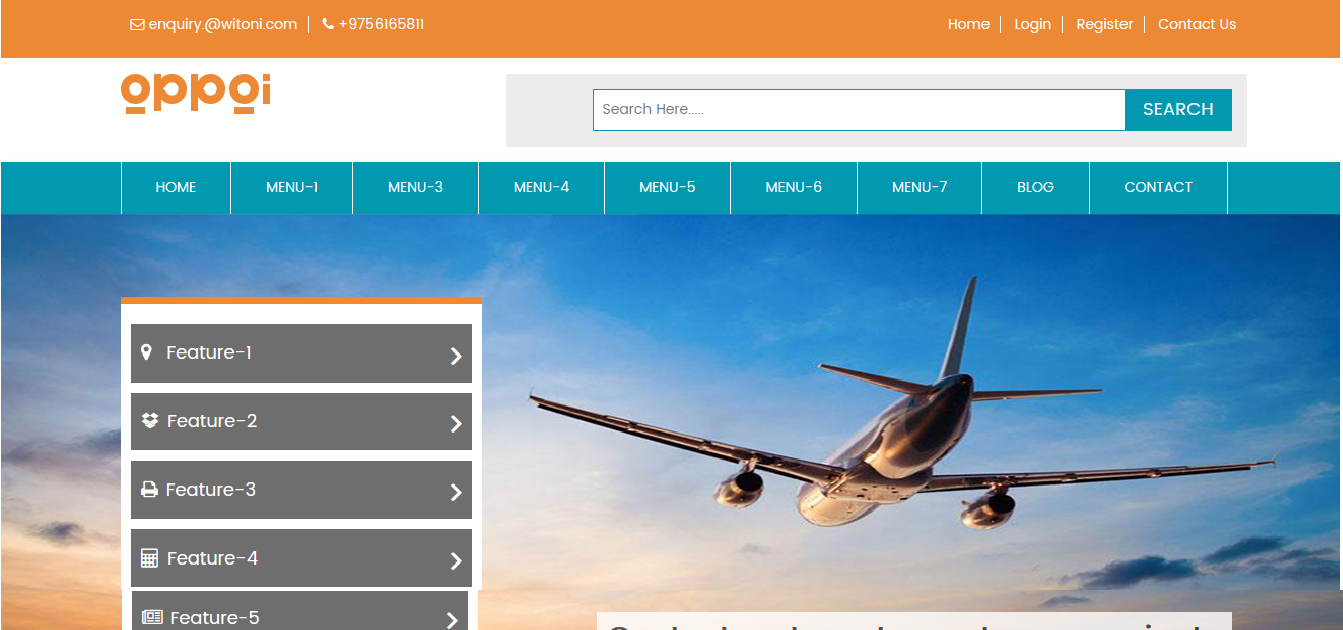 enquiry.@witoni.com | +9756165811 Home | Login | Register | Contact Us
oppoi
Search Here..... SEARCH
HOME MENU-1 MENU-3 MENU-4 MENU-5 MENU-6 MENU-7 BLOG CONTACT
Feature-1
Feature-2
Feature-3
Feature-4
Feature-5